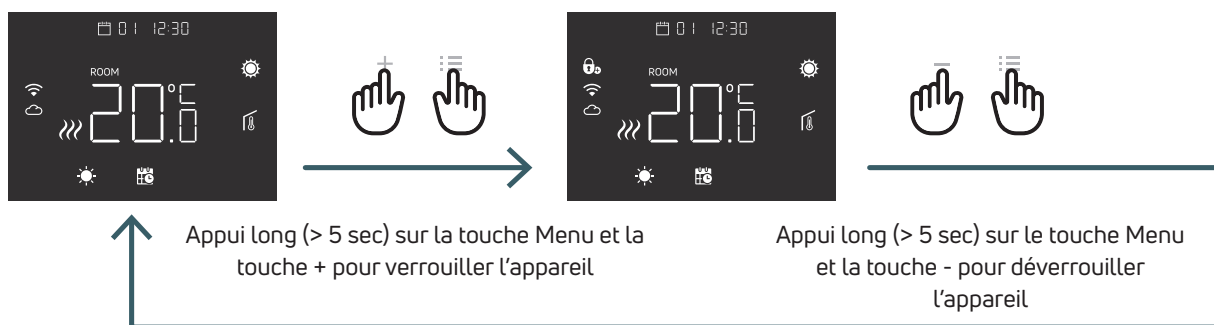 01 12:30
ROOM
20.0 °C
01 12:30
ROOM
20.0 °C
Appui long (> 5 sec) sur la touche Menu et la
touche + pour verrouiller l’appareil
Appui long (> 5 sec) sur le touche Menu
et la touche - pour déverrouiller
l’appareil